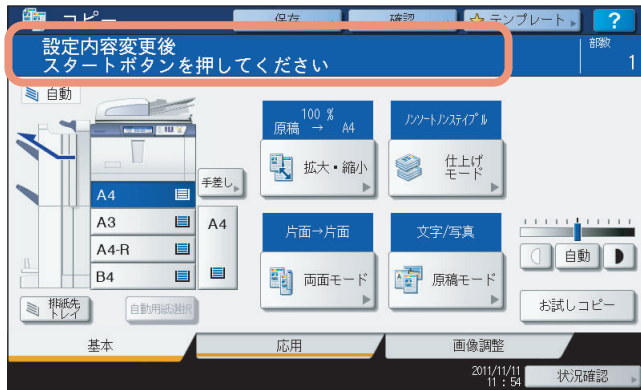 コピー
保存
確認
テンプレート
?
設定内容変更後
スタートボタンを押してください
部数
1
自動
100 %
原稿 → A4
ﾉﾝｿｰﾄﾉﾝｽﾃｲﾌﾟﾙ
拡大・縮小
仕上げ
モード
手差し
A4
A3
A4-R
B4
A4
片面→片面
文字/写真
両面モード
原稿モード
自動
排紙先
トレイ
自動用紙選択
お試しコピー
基本
応用
画像調整
2011/11/11
11 : 54
状況確認